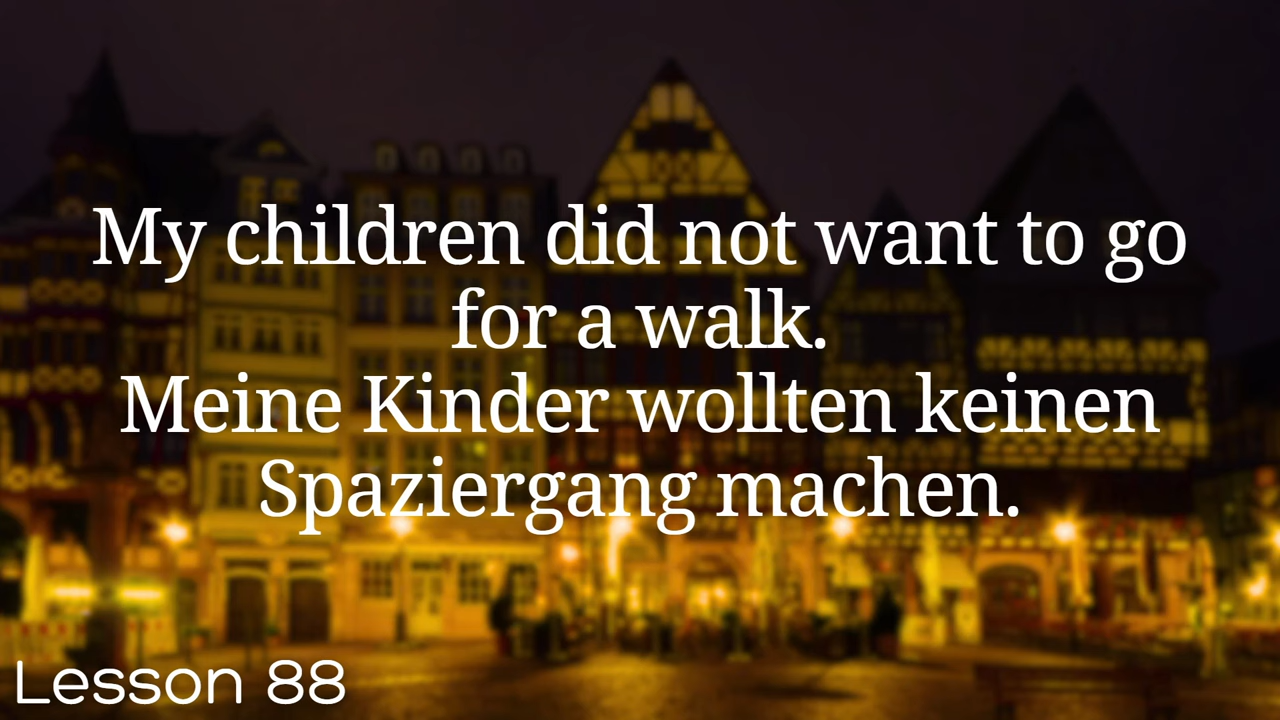 My children did not want to go
for a walk.
Meine Kinder wollten keinen
Spaziergang machen.
Lesson 88